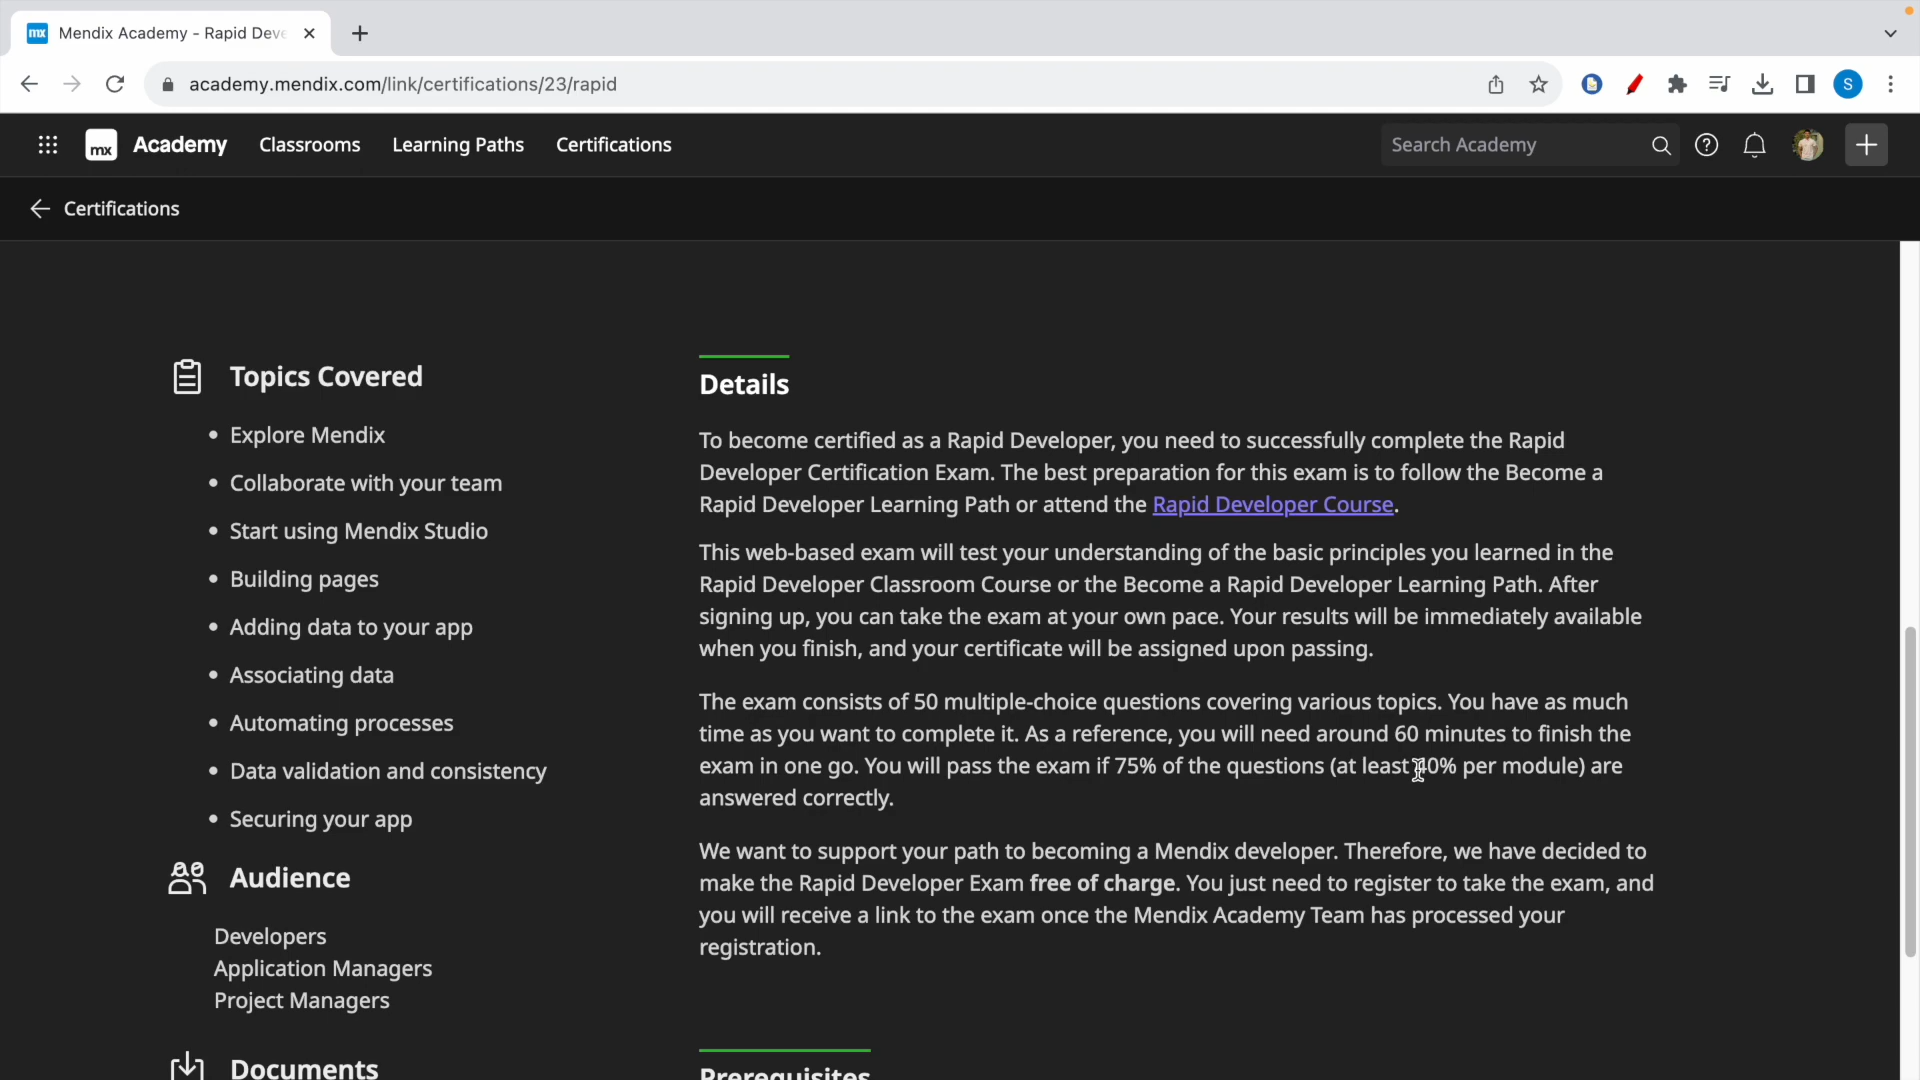 mx Mendix Academy - Rapid Deve
academy.mendix.com/link/certifications/23/rapid
S
mx Academy Classrooms Learning Paths Certifications Search Academy
Certifications
Topics Covered
• Explore Mendix
• Collaborate with your team
• Start using Mendix Studio
• Building pages
• Adding data to your app
• Associating data
• Automating processes
• Data validation and consistency
• Securing your app
Audience
Developers
Application Managers
Project Managers
Documents
Details
To become certified as a Rapid Developer, you need to successfully complete the Rapid
Developer Certification Exam. The best preparation for this exam is to follow the Become a
Rapid Developer Learning Path or attend the Rapid Developer Course.
This web-based exam will test your understanding of the basic principles you learned in the
Rapid Developer Classroom Course or the Become a Rapid Developer Learning Path. After
signing up, you can take the exam at your own pace. Your results will be immediately available
when you finish, and your certificate will be assigned upon passing.
The exam consists of 50 multiple-choice questions covering various topics. You have as much
time as you want to complete it. As a reference, you will need around 60 minutes to finish the
exam in one go. You will pass the exam if 75% of the questions (at least 40% per module) are
answered correctly.
We want to support your path to becoming a Mendix developer. Therefore, we have decided to
make the Rapid Developer Exam free of charge. You just need to register to take the exam, and
you will receive a link to the exam once the Mendix Academy Team has processed your
registration.
Prerequisites